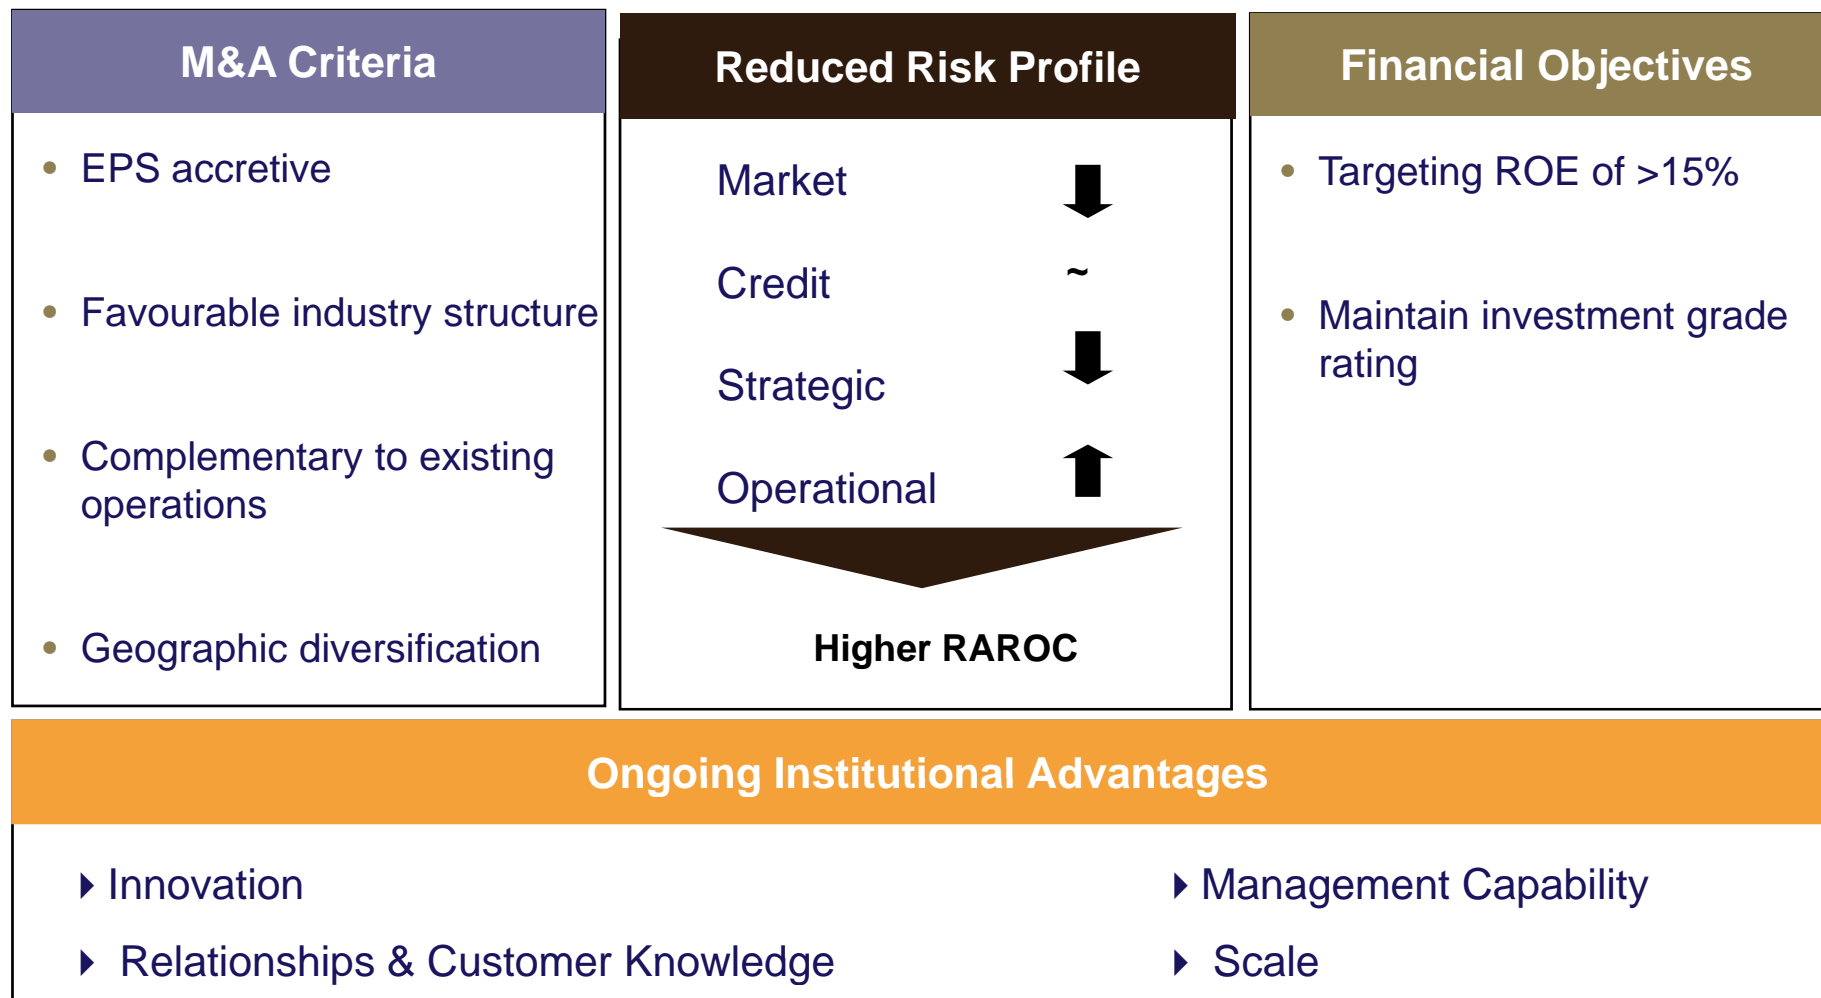 M&A Criteria
• EPS accretive
• Favourable industry structure
• Complementary to existing
operations
• Geographic diversification
Reduced Risk Profile
Market
Credit ~
Strategic
Operational
Higher RAROC
Financial Objectives
• Targeting ROE of >15%
• Maintain investment grade
rating
Ongoing Institutional Advantages
Innovation
Relationships & Customer Knowledge
Management Capability
Scale